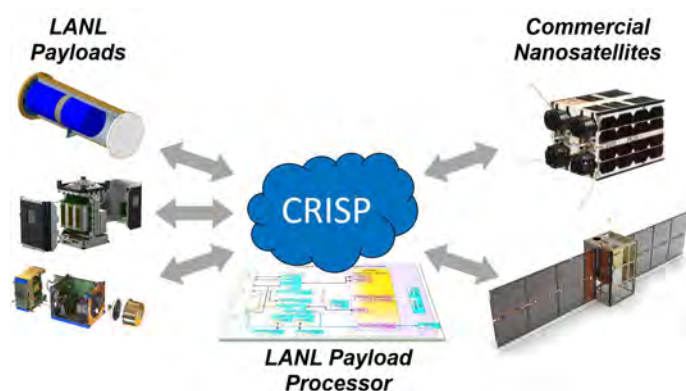 LANL
Payloads
Commercial
Nanosatellites
CRISP
LANL Payload
Processor